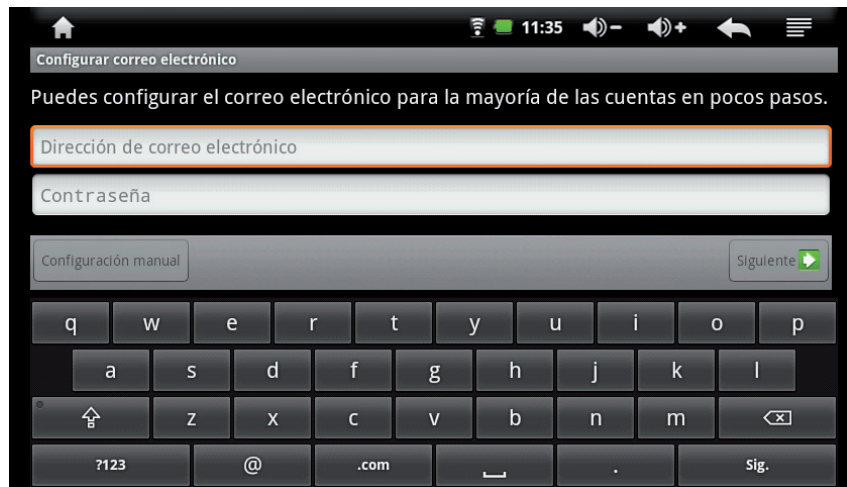 11:35
Configurar correo electrónico
Puedes configurar el correo electrónico para la mayoría de las cuentas en pocos pasos.
Dirección de correo electrónico
Contraseña
Configuración manual Siguiente
q w e r t y u i o p
a s d f g h j k l
z x c v b n m
?123 @ .com . Sig.